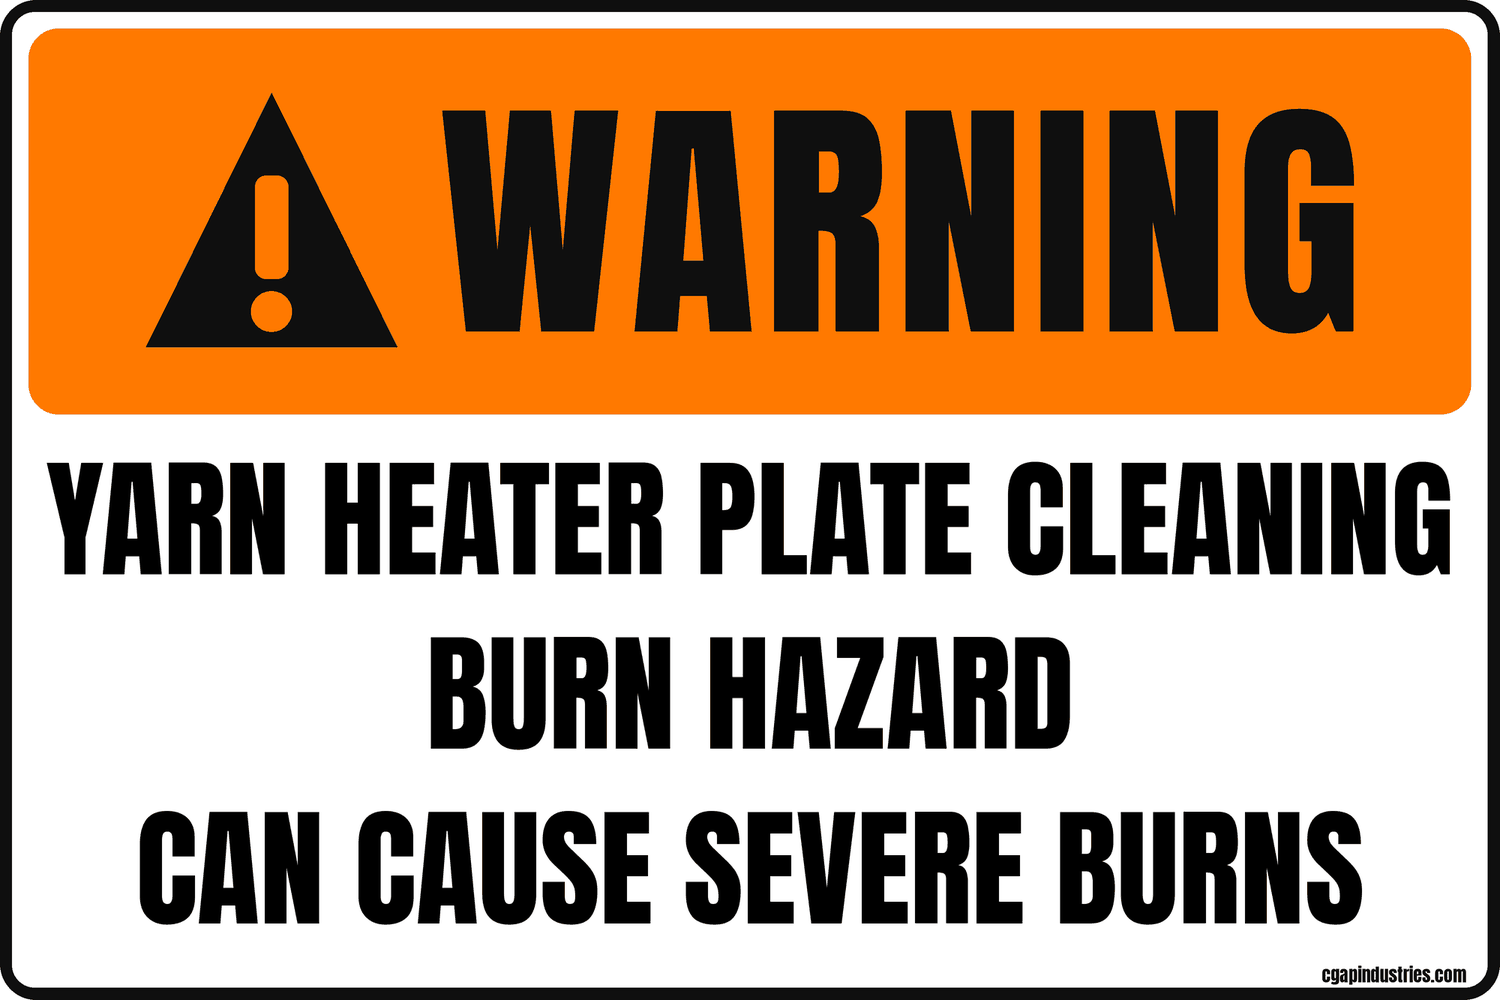 WARNING
YARN HEATER PLATE CLEANING
BURN HAZARD
CAN CAUSE SEVERE BURNS
cgapindustries.com